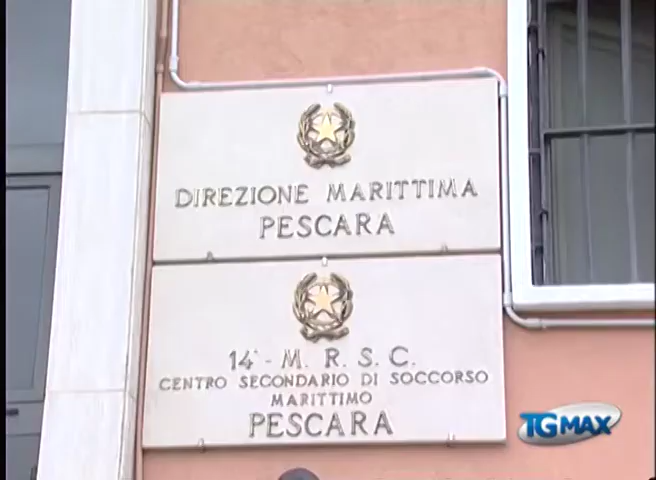 DIREZIONE MARITTIMA
PESCARA
14° - M. R. S. C.
CENTRO SECONDARIO DI SOCCORSO
MARITTIMO
PESCARA
TGMAX